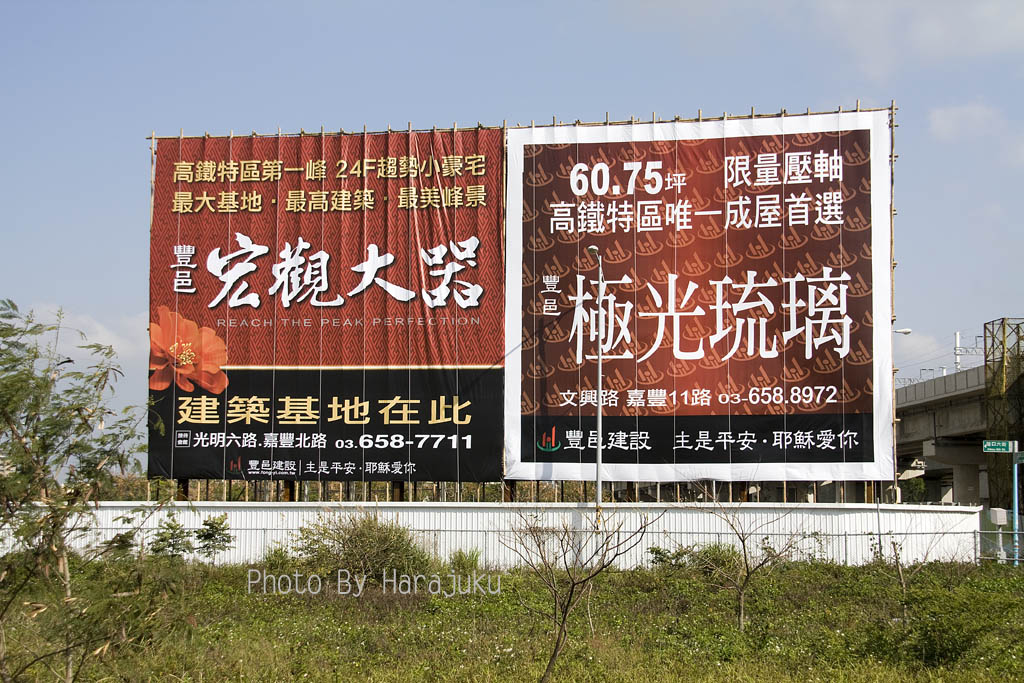 高鐵特區第一峰 24F趨勢小豪宅
最大基地·最高建築·最美峰景
豐邑 宏觀大器
REACH THE PEAK PERFECTION
建築基地在此
光明六路.嘉豐北路 03.658-7711
豐邑建設 主是平安·耶穌愛你
www.fong-yi.com.tw
60.75坪 限量壓軸
高鐵特區唯一成屋首選
豐邑 極光琉璃
文興路 嘉豐11路 03-658.8972
豐邑建設 主是平安·耶穌愛你
Photo By Harajuku